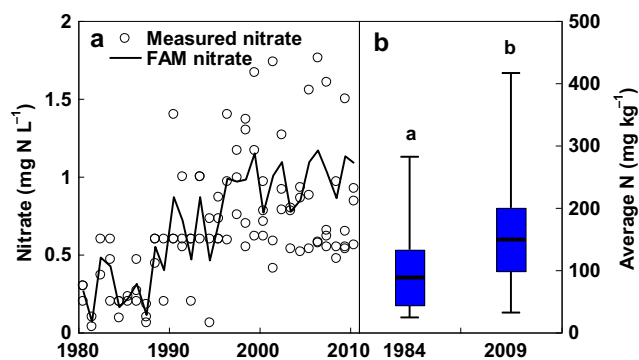 a
Measured nitrate
FAM nitrate
Nitrate (mg N L⁻¹)
2
1.5
1
0.5
0
1980
1990
2000
2010
b
a
b
1984
2009
500
400
300
200
100
0
Average N (mg kg⁻¹)